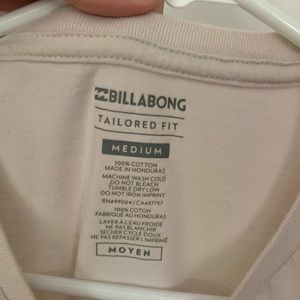 BILLABONG
TAILORED FIT
MEDIUM
100% COTTON
MADE IN HONDURAS
MACHINE WASH COLD
DO NOT BLEACH
TUMBLE DRY LOW
DO NOT IRON IMPRINT
RN#99084 / CA#37757
100% COTON
FABRIQUÉ AU HONDURAS
LAVER À L'EAU FROIDE
NE PAS BLANCHIR
SÉCHER CYCLE DOUX
NE PAS REPASSER L'IMPRIMÉ
MOYEN